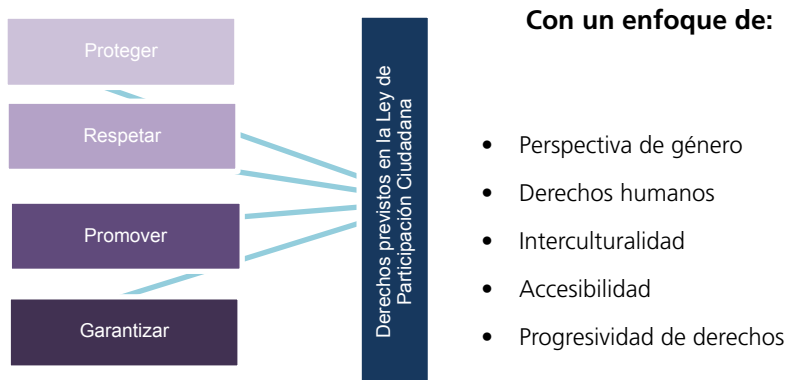 Proteger
Respetar
Promover
Garantizar
Derechos previstos en la Ley de
Participación Ciudadana
Con un enfoque de:
• Perspectiva de género
• Derechos humanos
• Interculturalidad
• Accesibilidad
• Progresividad de derechos